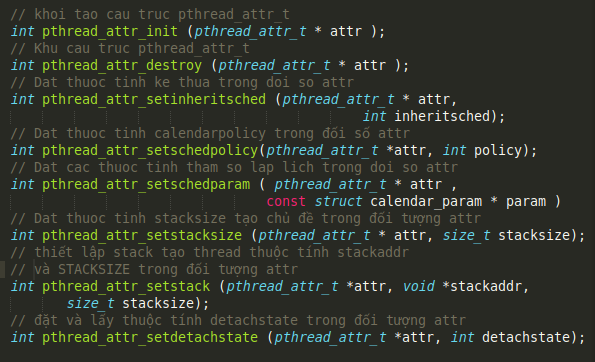 // khoi tao cau truc pthread_attr_t
int pthread_attr_init (pthread_attr_t * attr );
// Khu cau truc pthread_attr_t
int pthread_attr_destroy (pthread_attr_t * attr );
// Dat thuoc tinh ke thua trong doi so attr
int pthread_attr_setinheritsched (pthread_attr_t * attr,
int inheritsched);
// Dat thuoc tinh calendarpolicy trong đối số attr
int pthread_attr_setschedpolicy(pthread_attr_t *attr, int policy);
// Dat cac thuoc tinh tham so lap lich trong doi so attr
int pthread_attr_setschedparam ( pthread_attr_t * attr ,
const struct calendar_param * param )
// Dat thuoc tinh stacksize tạo chủ đề trong đối tượng attr
int pthread_attr_setstacksize (pthread_attr_t * attr, size_t stacksize);
// thiết lập stack tạo thread thuộc tính stackaddr
// và STACKSIZE trong đối tượng attr
int pthread_attr_setstack (pthread_attr_t *attr, void *stackaddr,
size_t stacksize);
// đặt và lấy thuộc tính detachstate trong đối tượng attr
int pthread_attr_setdetachstate (pthread_attr_t *attr, int detachstate);